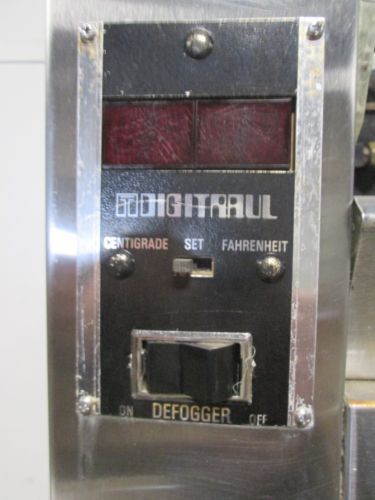 DIGITRAUL
CENTIGRADE SET FAHRENHEIT
ON DEFOGGER OFF